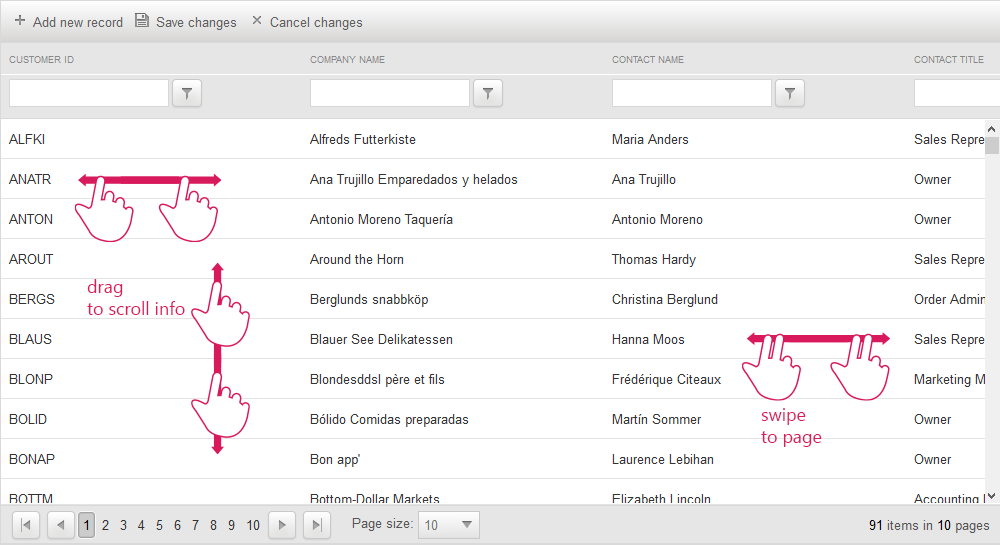 Add new record Save changes Cancel changes
CUSTOMER ID COMPANY NAME CONTACT NAME CONTACT TITLE
ALFKI Alfreds Futterkiste Maria Anders Sales Repre
ANATR Ana Trujillo Emparedados y helados Ana Trujillo Owner
ANTON Antonio Moreno Taquería Antonio Moreno Owner
AROUT Around the Horn Thomas Hardy Sales Repre
drag
to scroll info
BERGS Berglunds snabbköp Christina Berglund Order Admin
BLAUS Blauer See Delikatessen Hanna Moos Sales Repre
BLONP Blondesddsl père et fils Frédérique Citeaux Marketing M
swipe
to page
BOLID Bólido Comidas preparadas Martín Sommer Owner
BONAP Bon app' Laurence Lebihan Owner
BOTTM Bottom-Dollar Markets Elizabeth Lincoln Accounting
1 2 3 4 5 6 7 8 9 10 Page size: 10 91 items in 10 pages